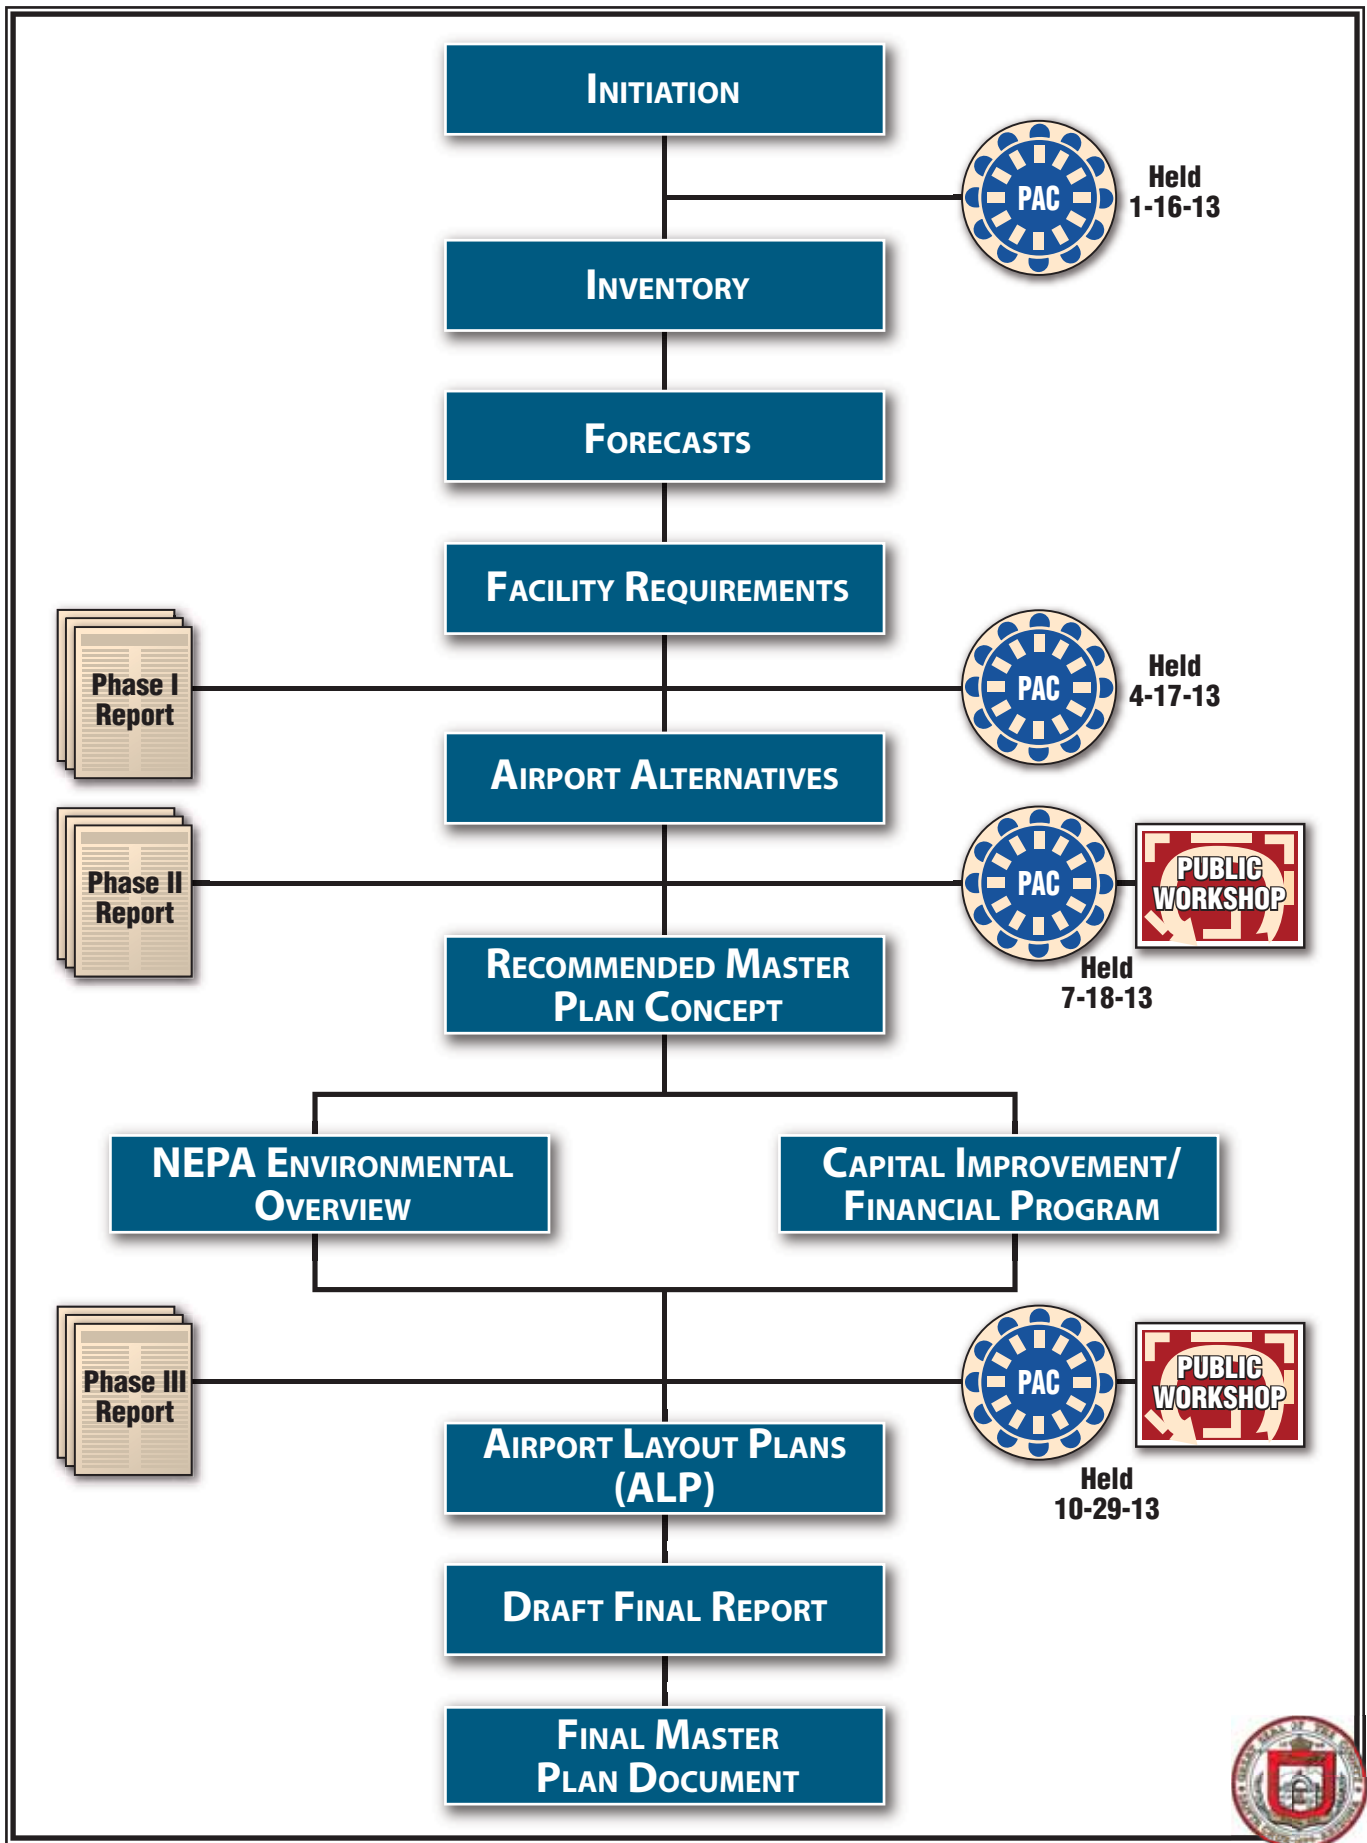 INITIATION
PAC
Held
1-16-13
INVENTORY
FORECASTS
FACILITY REQUIREMENTS
Phase I
Report
PAC
Held
4-17-13
AIRPORT ALTERNATIVES
Phase II
Report
PAC
PUBLIC
WORKSHOP
Held
7-18-13
RECOMMENDED MASTER
PLAN CONCEPT
NEPA ENVIRONMENTAL
OVERVIEW
CAPITAL IMPROVEMENT/
FINANCIAL PROGRAM
Phase III
Report
PAC
PUBLIC
WORKSHOP
Held
10-29-13
AIRPORT LAYOUT PLANS
(ALP)
DRAFT FINAL REPORT
FINAL MASTER
PLAN DOCUMENT